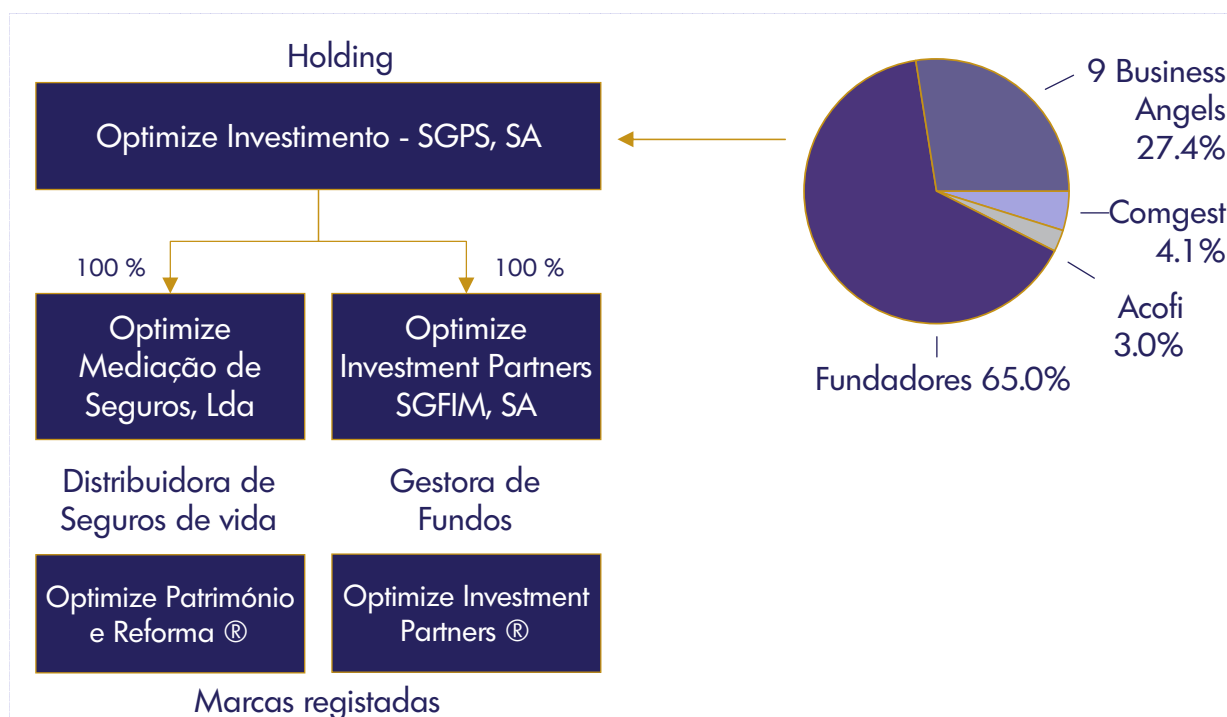 Holding
Optimize Investimento - SGPS, SA
100 %
100 %
Optimize
Mediação de
Seguros, Lda
Optimize
Investment Partners
SGFIM, SA
Distribuidora de
Seguros de vida
Gestora de
Fundos
Optimize Património
e Reforma ®
Optimize Investment
Partners ®
Marcas registadas
9 Business
Angels
27.4%
Comgest
4.1%
Acofi
3.0%
Fundadores 65.0%